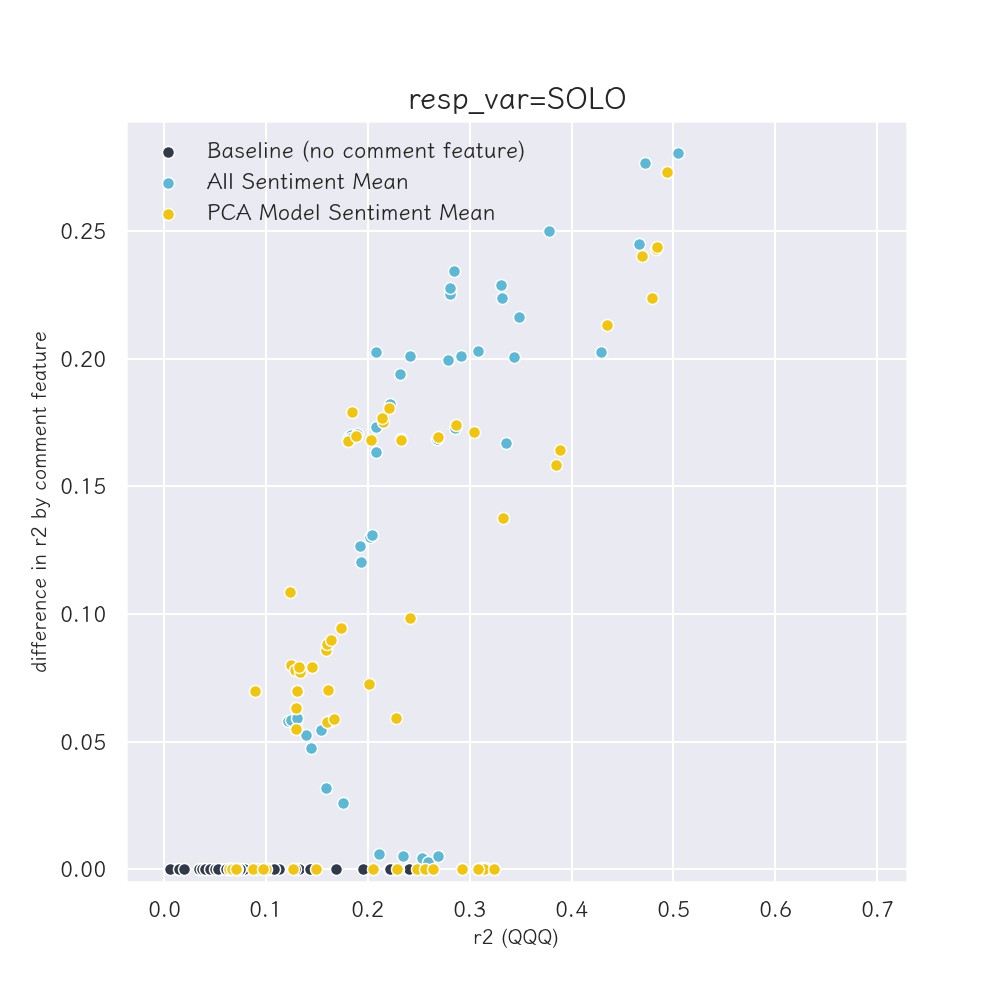 resp_var=SOLO
Baseline (no comment feature)
All Sentiment Mean
PCA Model Sentiment Mean
difference in r2 by comment feature
0.25
0.20
0.15
0.10
0.05
0.00
0.0 0.1 0.2 0.3 0.4 0.5 0.6 0.7
r2 (QQQ)